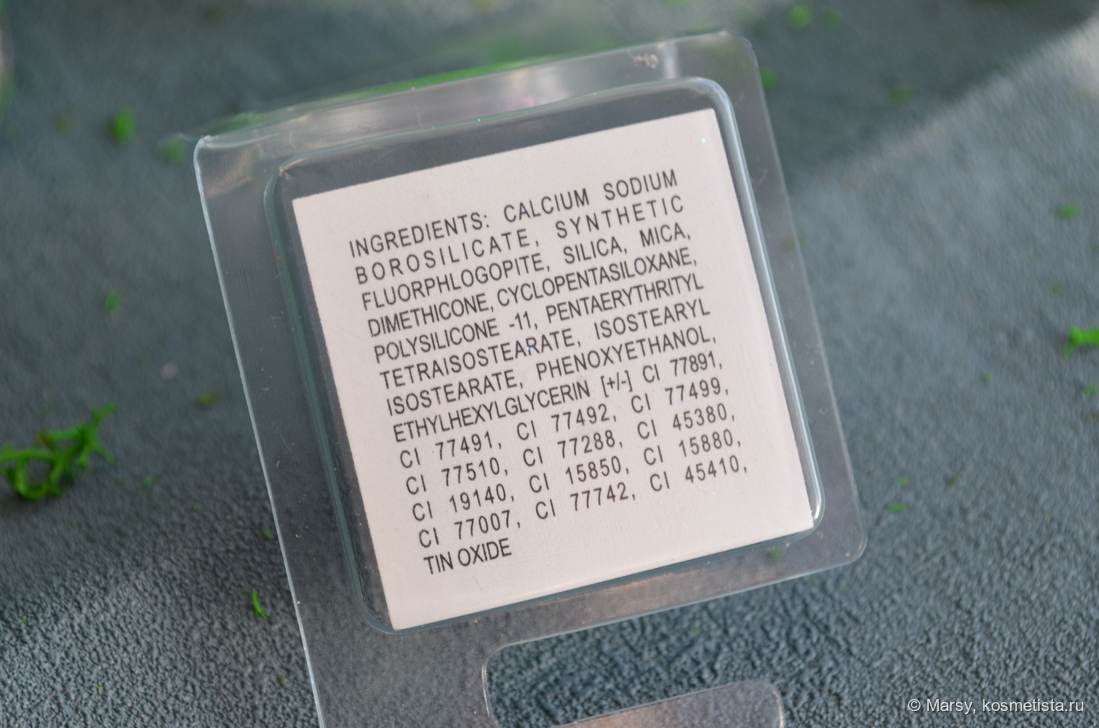 INGREDIENTS: CALCIUM SODIUM
BOROSILICATE, SYNTHETIC
FLUORPHLOGOPITE, SILICA, MICA,
DIMETHICONE, CYCLOPENTASILOXANE,
POLYSILICONE -11, PENTAERYTHRITYL
TETRAISOSTEARATE, ISOSTEARYL
ISOSTEARATE, PHENOXYETHANOL,
ETHYLHEXYLGLYCERIN [+/-] CI 77891,
CI 77491, CI 77492, CI 77499,
CI 77510, CI 77288, CI 45380,
CI 19140, CI 15850, CI 15880,
CI 77007, CI 77742, CI 45410,
TIN OXIDE
© Marsy, kosmetista.ru